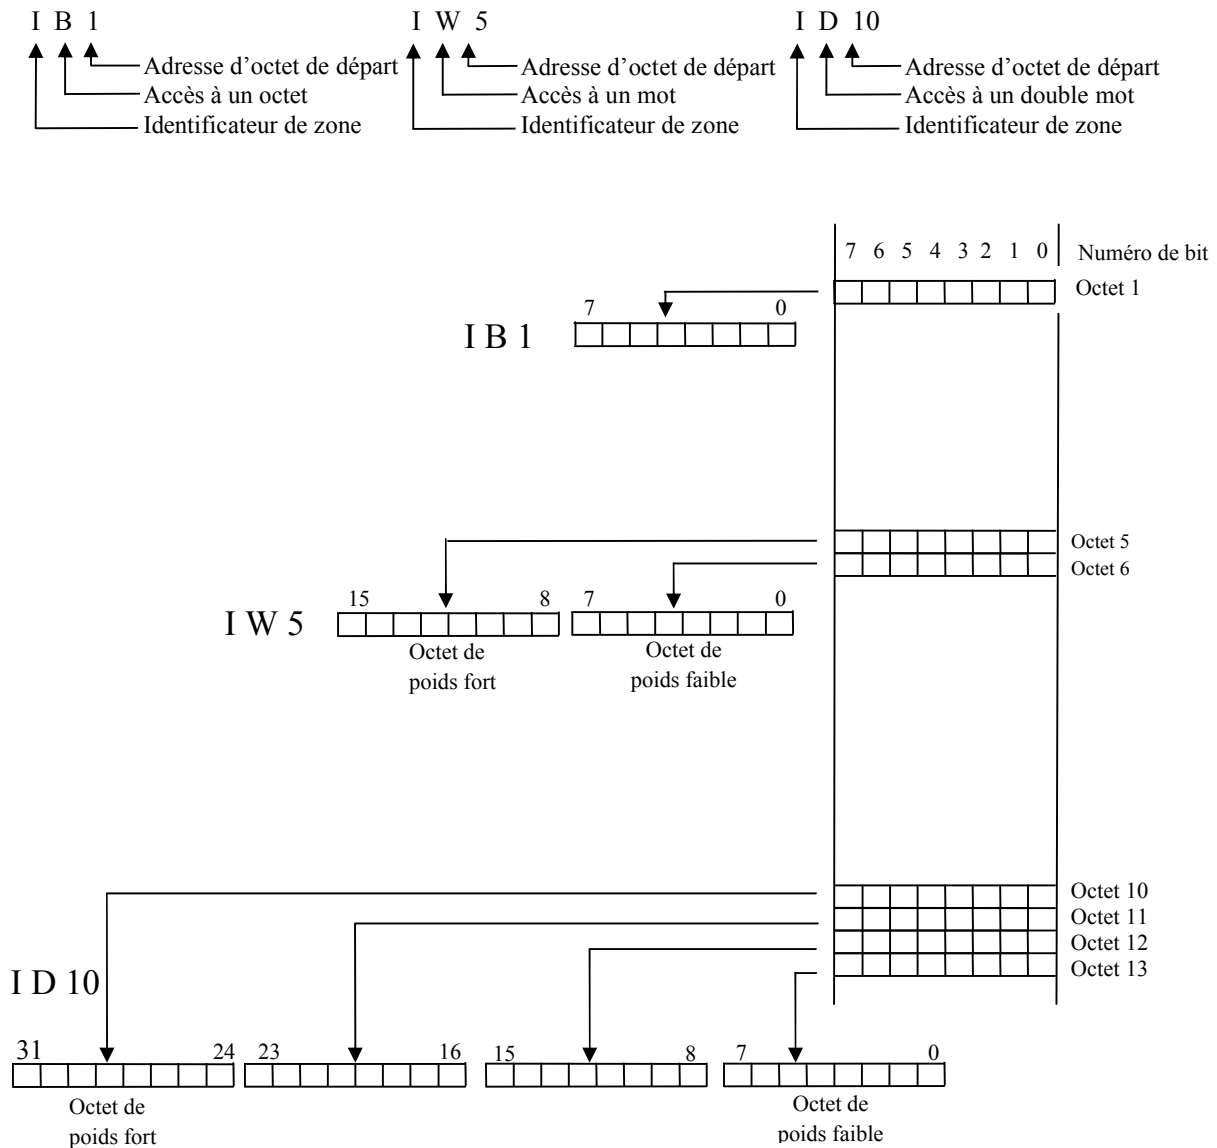 I B 1
Adresse d’octet de départ
Accès à un octet
Identificateur de zone
I W 5
Adresse d’octet de départ
Accès à un mot
Identificateur de zone
I D 10
Adresse d’octet de départ
Accès à un double mot
Identificateur de zone
7 6 5 4 3 2 1 0 Numéro de bit
Octet 1
7 0
I B 1
Octet 5
Octet 6
15 8 7 0
I W 5
Octet de
poids fort
Octet de
poids faible
Octet 10
Octet 11
Octet 12
Octet 13
I D 10
31 24 23 16 15 8 7 0
Octet de
poids fort
Octet de
poids faible